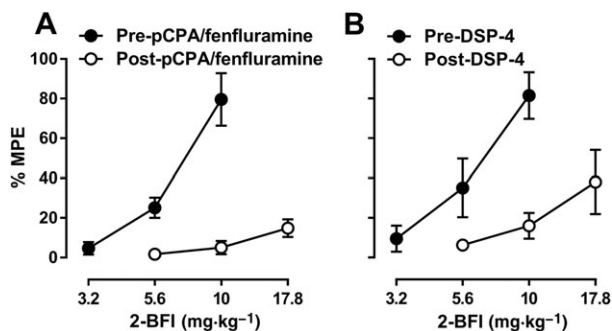 A
Pre-pCPA/fenfluramine
Post-pCPA/fenfluramine
B
Pre-DSP-4
Post-DSP-4
% MPE
100
80
60
40
20
0
3.2 5.6 10 17.8
2-BFI (mg·kg⁻¹)
3.2 5.6 10 17.8
2-BFI (mg·kg⁻¹)